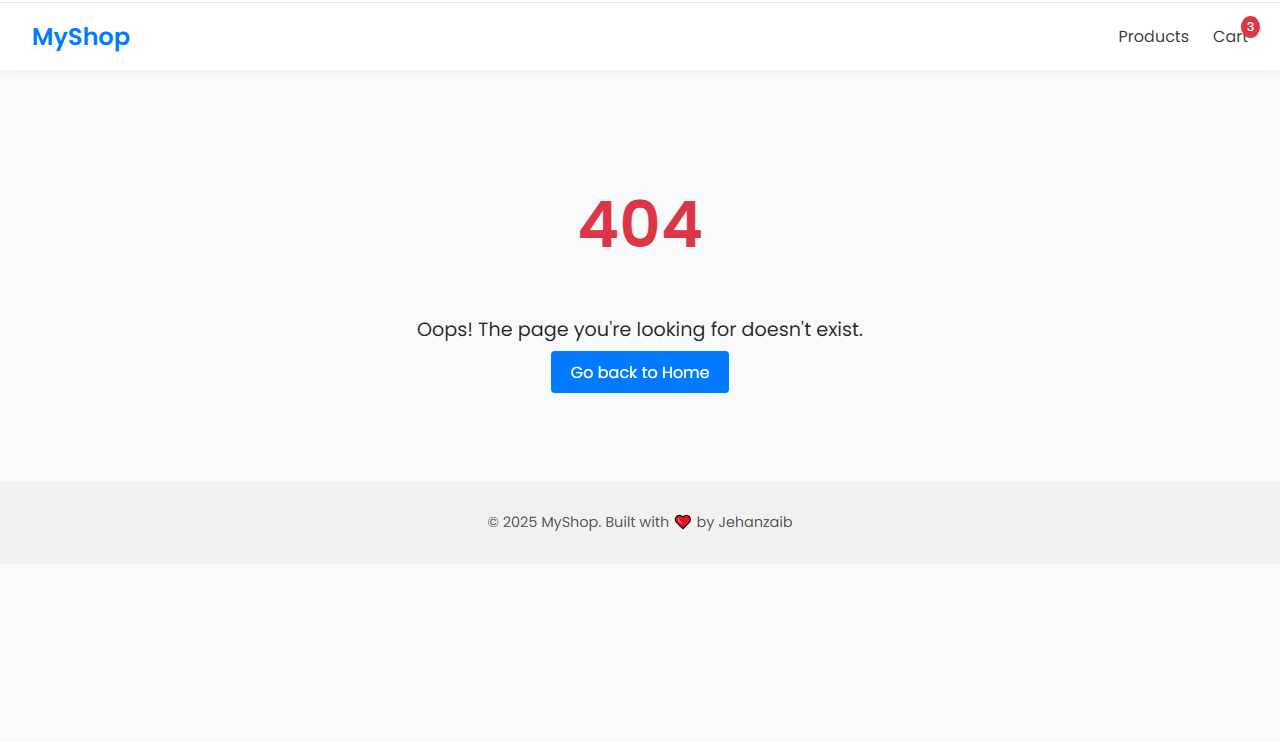 MyShop
Products
Cart
3
404
Oops! The page you're looking for doesn't exist.
Go back to Home
© 2025 MyShop. Built with ❤️ by Jehanzaib